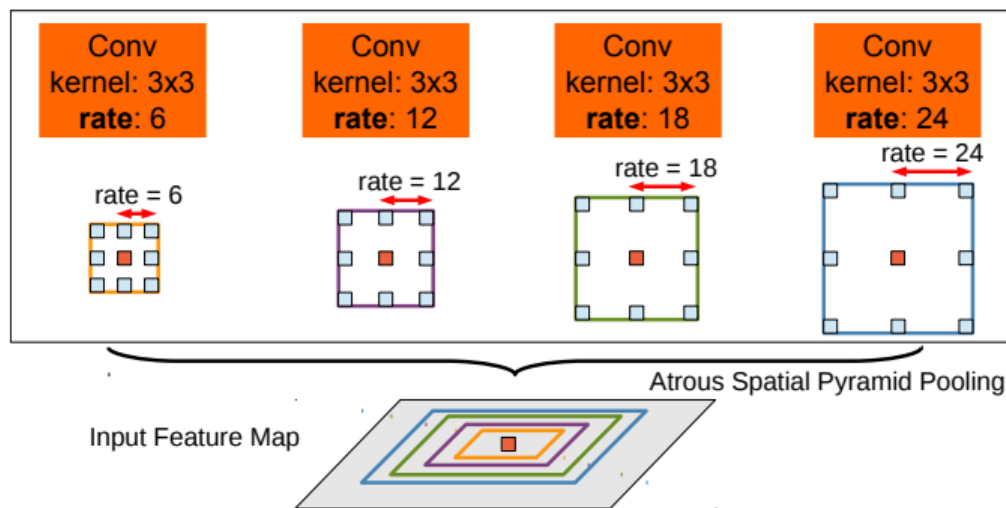 Conv
kernel: 3x3
rate: 6
Conv
kernel: 3x3
rate: 12
Conv
kernel: 3x3
rate: 18
Conv
kernel: 3x3
rate: 24
rate = 6
rate = 12
rate = 18
rate = 24
Atrous Spatial Pyramid Pooling
Input Feature Map